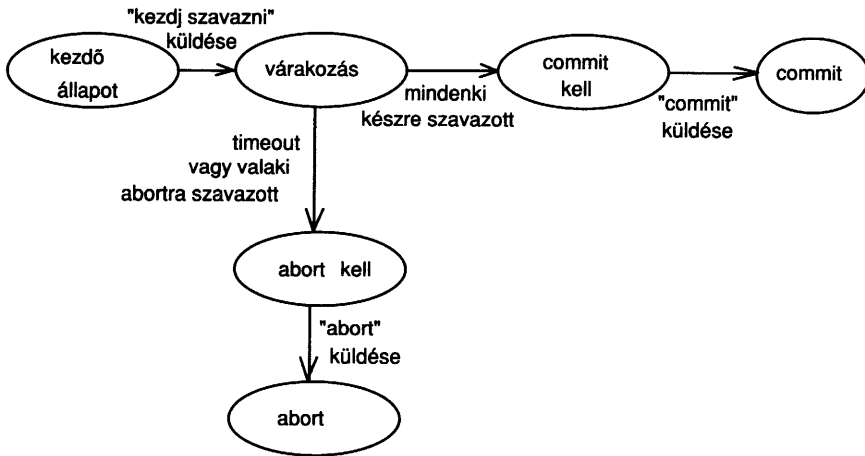 "kezdj szavazni"
küldése
kezdő
állapot
várakozás
commit
kell
commit
mindenki
készre szavazott
"commit"
küldése
timeout
vagy valaki
abortra szavazott
abort kell
"abort"
küldése
abort